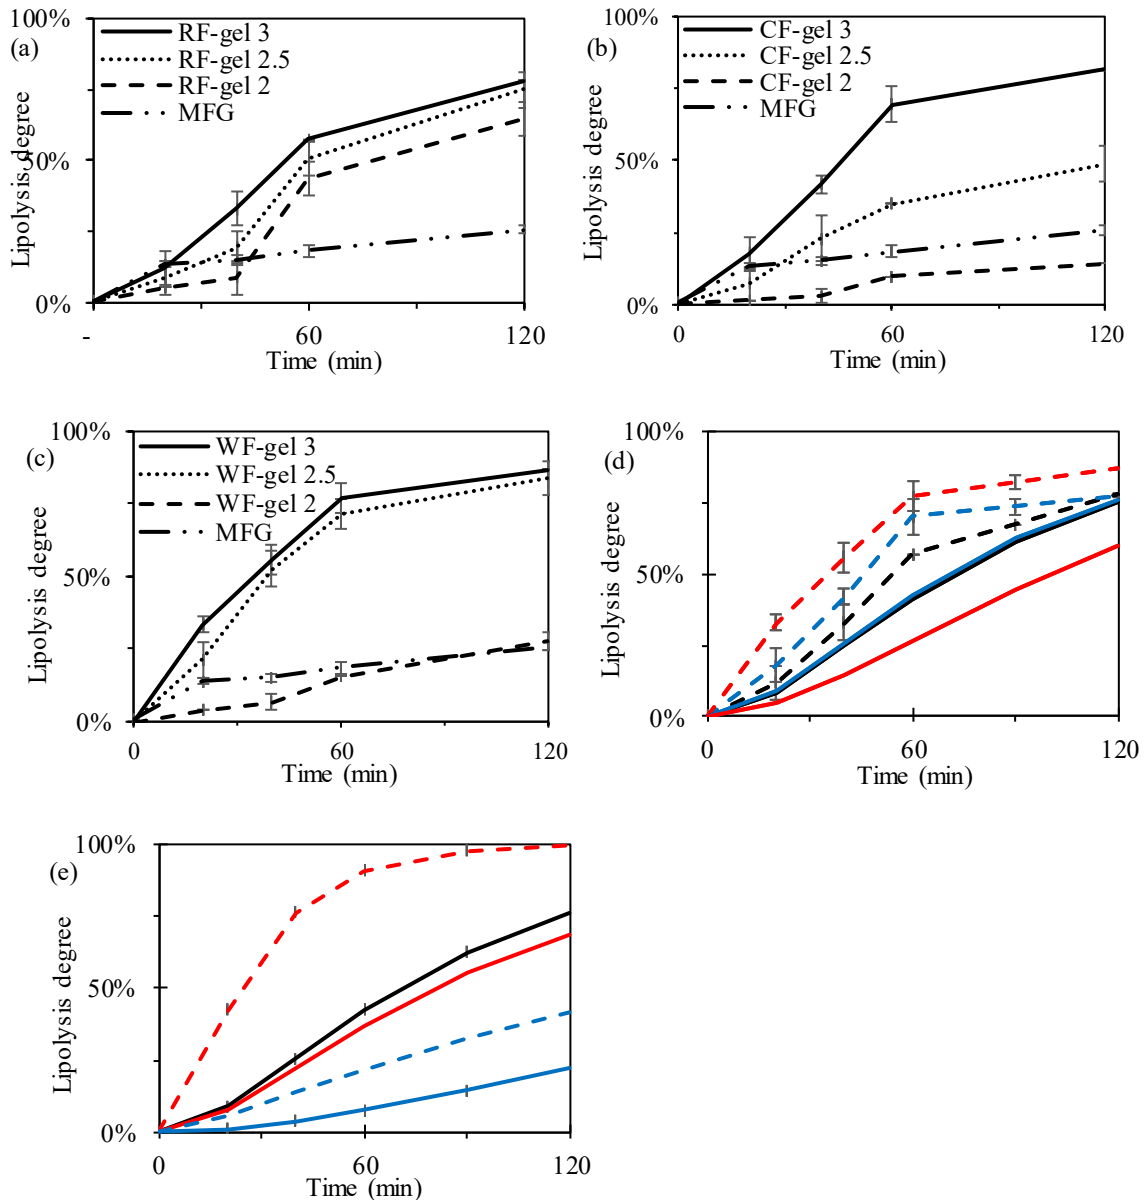 (a)
100%
50%
0%
Lipolysis degree
RF-gel 3
RF-gel 2.5
RF-gel 2
MFG
-
60
120
Time (min)
(b)
100%
50%
0%
Lipolysis degree
CF-gel 3
CF-gel 2.5
CF-gel 2
MFG
0
60
120
Time (min)
(c)
100%
50%
0%
Lipolysis degree
WF-gel 3
WF-gel 2.5
WF-gel 2
MFG
0
60
120
Time (min)
(d)
100%
50%
0%
Lipolysis degree
0
60
120
Time (min)
(e)
100%
50%
0%
Lipolysis degree
0
60
120
Time (min)